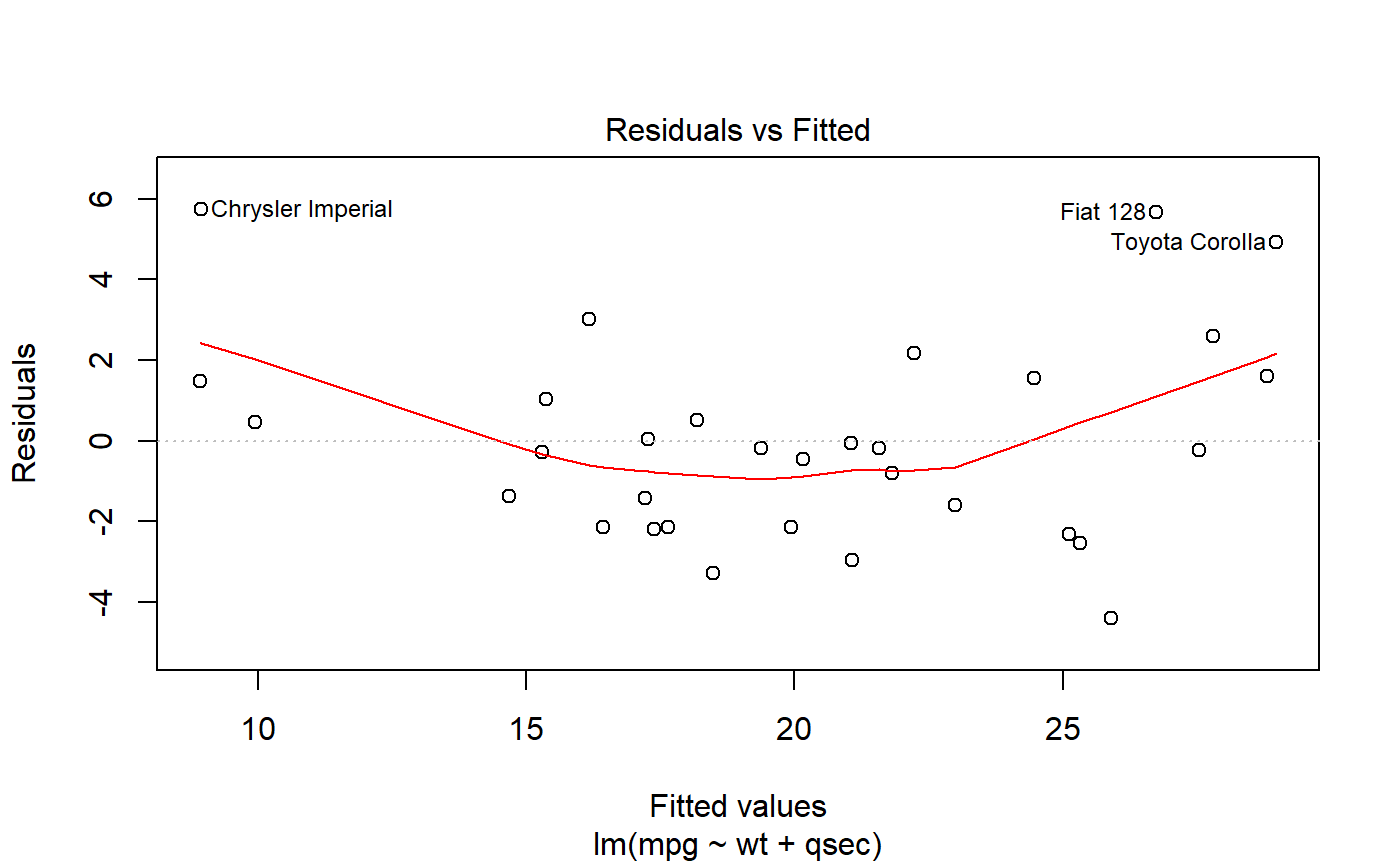 Residuals vs Fitted
Residuals
6
4
2
0
-2
-4
Chrysler Imperial
Fiat 128
Toyota Corolla
10
15
20
25
Fitted values
lm(mpg ~ wt + qsec)